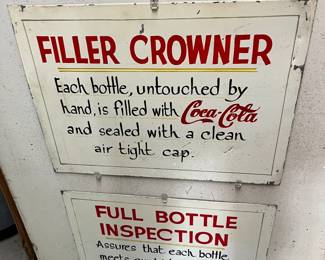 FILLER CROWNER
Each bottle, untouched by
hand, is filled with Coca-Cola
and sealed with a clean
air tight cap.
FULL BOTTLE
INSPECTION
Assures that each bottle
meets